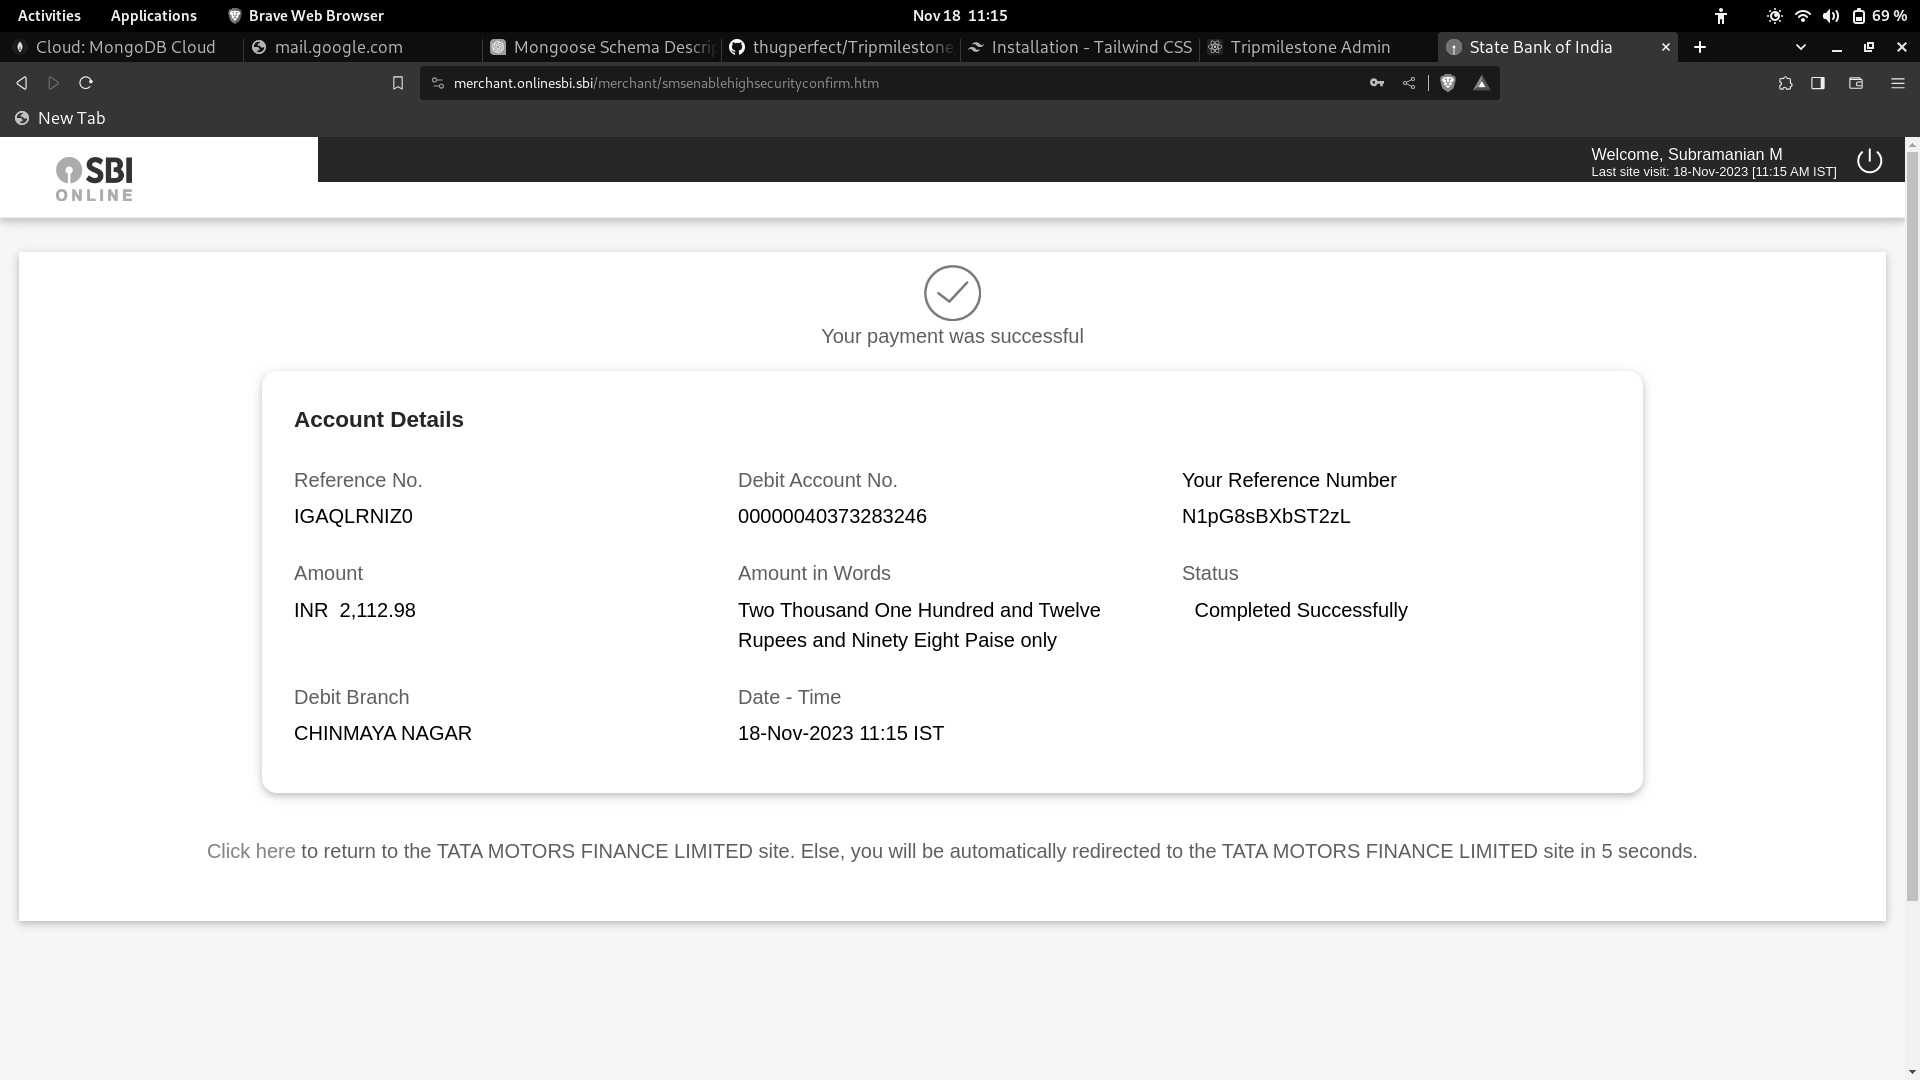 Activities Applications Brave Web Browser Nov 18 11:15 69 %
Cloud: MongoDB Cloud mail.google.com Mongoose Schema Descrip thugperfect/Tripmilestone Installation - Tailwind CSS Tripmilestone Admin State Bank of India
merchant.onlinesbi.sbi/merchant/smsenablehighsecurityconfirm.htm
New Tab
SBI
ONLINE
Welcome, Subramanian M
Last site visit: 18-Nov-2023 [11:15 AM IST]
Your payment was successful
Account Details
Reference No. Debit Account No. Your Reference Number
IGAQLRNIZ0 00000040373283246 N1pG8sBXbST2zL
Amount Amount in Words Status
INR 2,112.98 Two Thousand One Hundred and Twelve Completed Successfully
Rupees and Ninety Eight Paise only
Debit Branch Date - Time
CHINMAYA NAGAR 18-Nov-2023 11:15 IST
Click here to return to the TATA MOTORS FINANCE LIMITED site. Else, you will be automatically redirected to the TATA MOTORS FINANCE LIMITED site in 5 seconds.